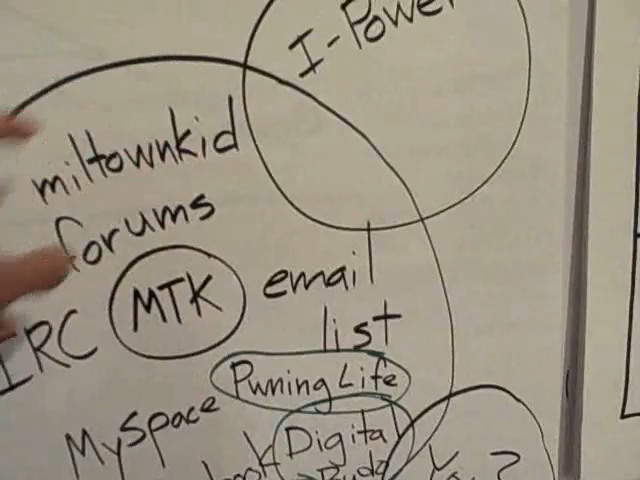 I-Power
miltownkid
forums
IRC
MTK
email
list
Pwning Life
MySpace
Digital